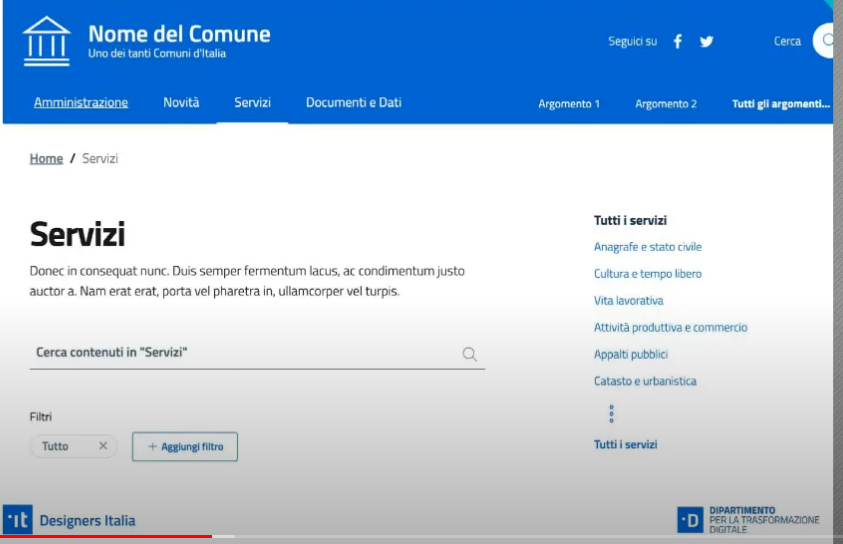 Nome del Comune
Uno dei tanti Comuni d'Italia
Seguici su
Cerca
Amministrazione
Novità
Servizi
Documenti e Dati
Argomento 1
Argomento 2
Tutti gli argomenti...
Home / Servizi
Servizi
Donec in consequat nunc. Duis semper fermentum lacus, ac condimentum justo
auctor a. Nam erat erat, porta vel pharetra in, ullamcorper vel turpis.
Cerca contenuti in "Servizi"
Filtri
Tutto
+ Aggiungi filtro
Tutti i servizi
Anagrafe e stato civile
Cultura e tempo libero
Vita lavorativa
Attività produttiva e commercio
Appalti pubblici
Catasto e urbanistica
Tutti i servizi
·it Designers Italia
·D
DIPARTIMENTO
PER LA TRASFORMAZIONE
DIGITALE